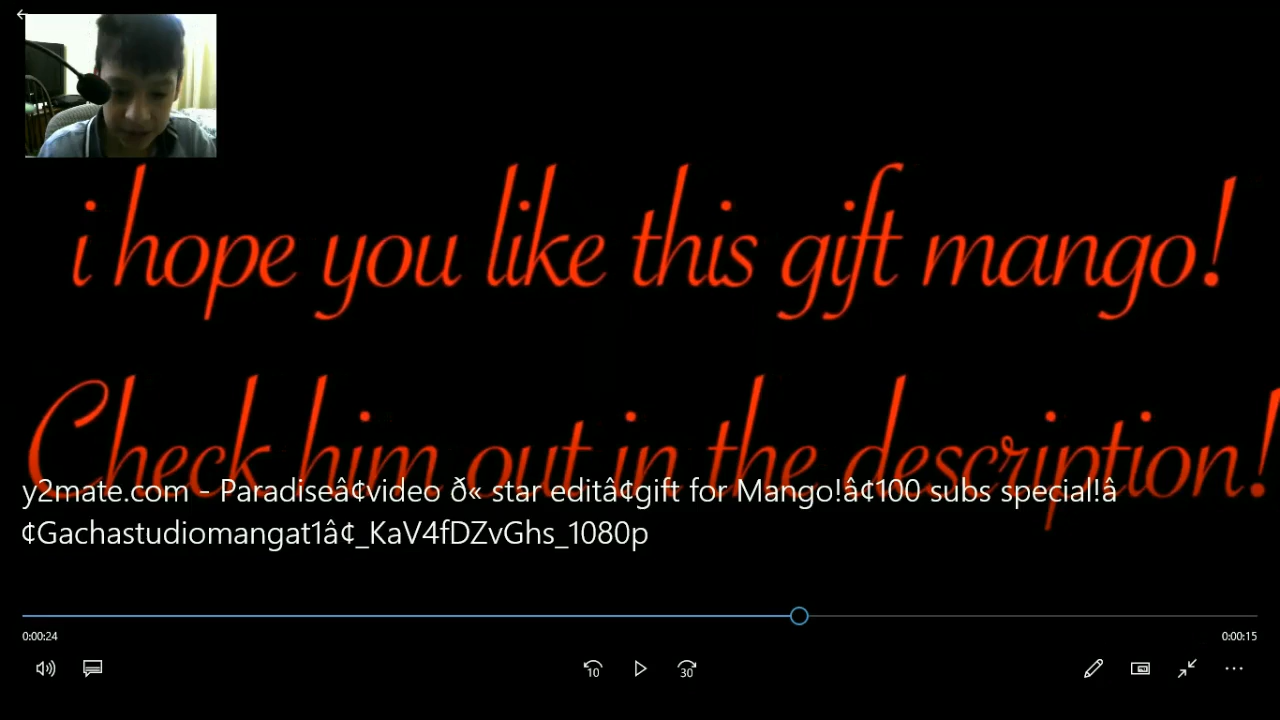 i hope you like this gift mango!
Check him out in the description!
y2mate.com - Paradiseâ¢video ð« star editâ¢gift for Mango!â¢100 subs special!â
¢Gachastudiomangat1â¢_KaV4fDZvGhs_1080p
0:00:24
0:00:15
10
30